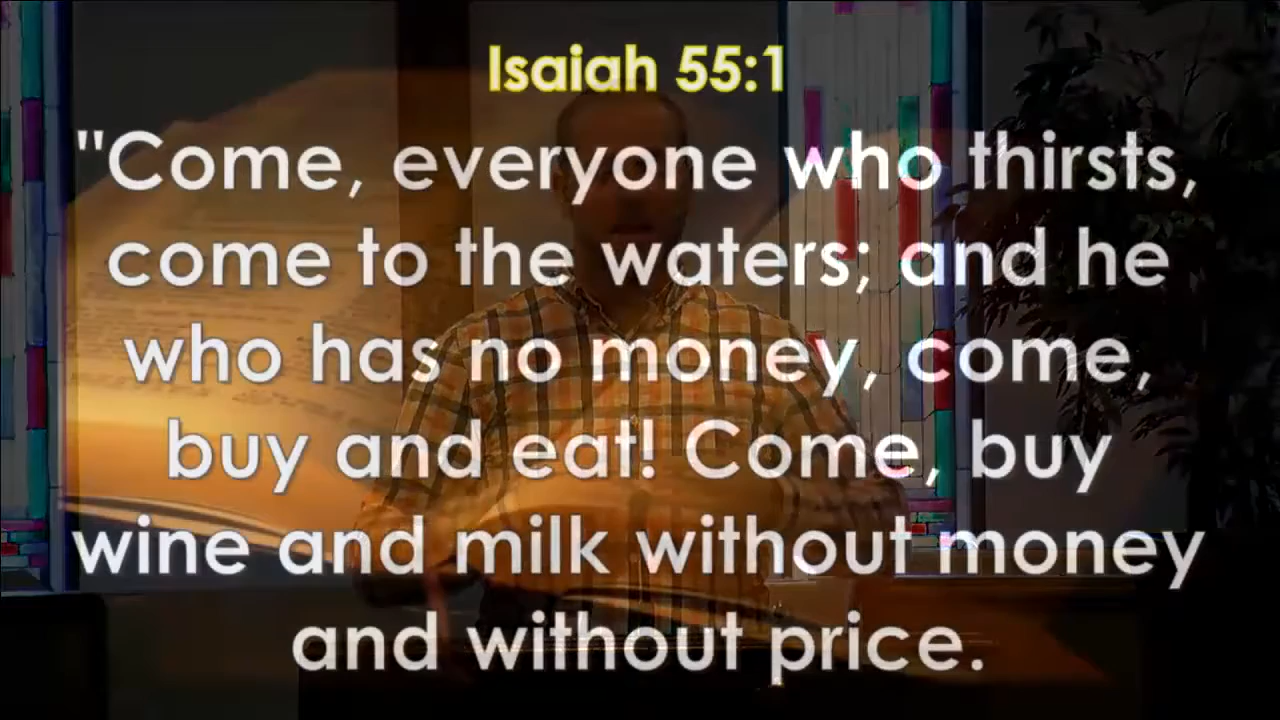 Isaiah 55:1
"Come, everyone who thirsts,
come to the waters; and he
who has no money, come,
buy and eat! Come, buy
wine and milk without money
and without price.